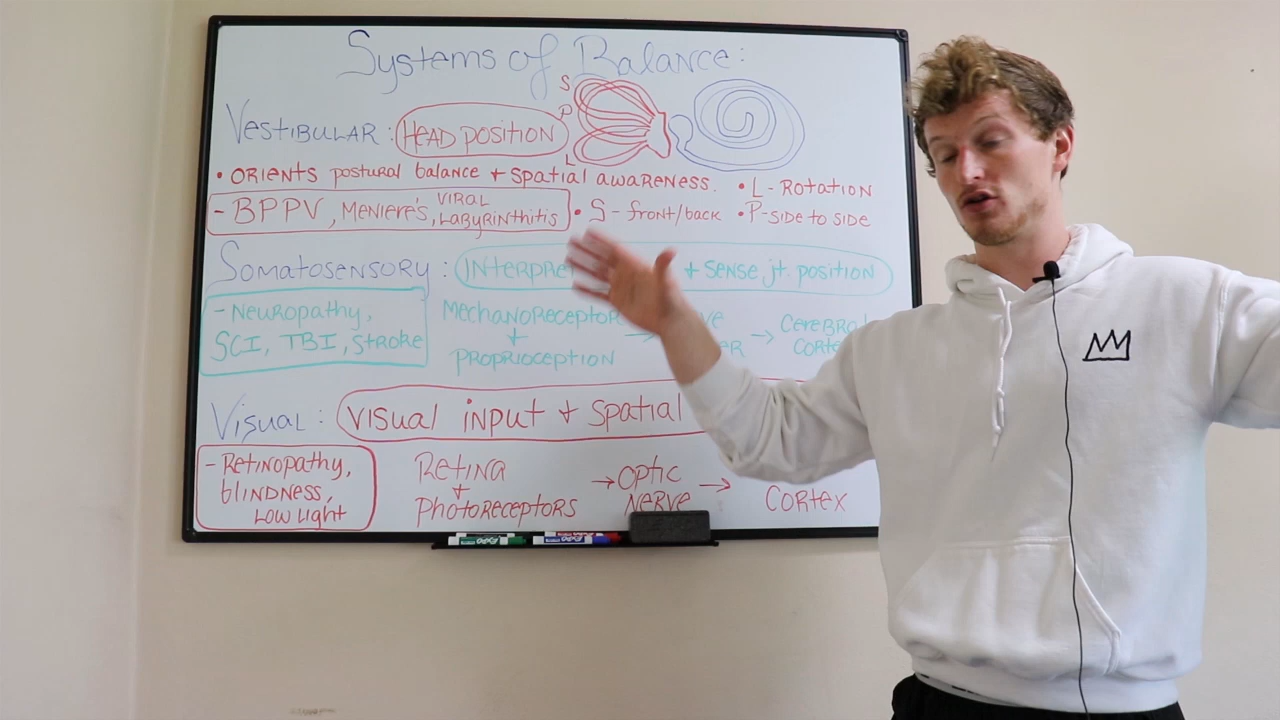 Systems of Balance:
S
P
L
Vestibular: Head position
• Orients postural balance + spatial awareness.
• L - Rotation
- BPPV, Meniere's, Viral Labyrinthitis
• S - front/back • P - side to side
Somatosensory: + sense jt. position
- Neuropathy,
SCI, TBI, Stroke
Mechanoreceptor
+
Proprioception
→
→
Visual: Visual input + Spatial
- Retinopathy,
blindness,
Low light
Retina
+
Photoreceptors
→ Optic
Nerve →
Cortex